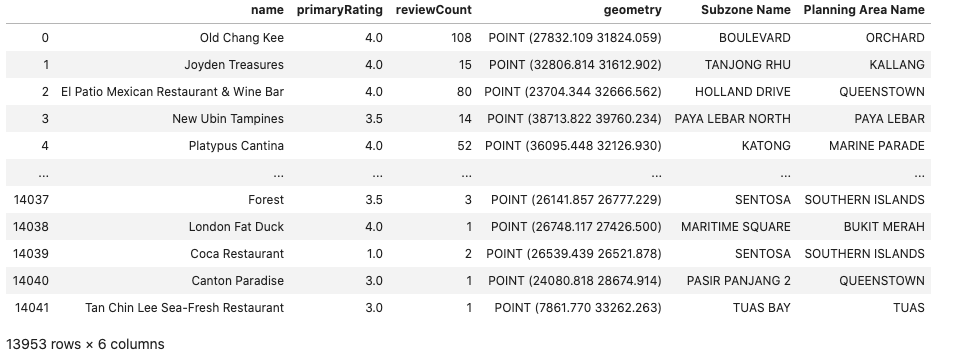 name primaryRating reviewCount geometry Subzone Name Planning Area Name
0 Old Chang Kee 4.0 108 POINT (27832.109 31824.059) BOULEVARD ORCHARD
1 Joyden Treasures 4.0 15 POINT (32806.814 31612.902) TANJONG RHU KALLANG
2 El Patio Mexican Restaurant & Wine Bar 4.0 80 POINT (23704.344 32666.562) HOLLAND DRIVE QUEENSTOWN
3 New Ubin Tampines 3.5 14 POINT (38713.822 39760.234) PAYA LEBAR NORTH PAYA LEBAR
4 Platypus Cantina 4.0 52 POINT (36095.448 32126.930) KATONG MARINE PARADE
... ... ... ... ... ... ...
14037 Forest 3.5 3 POINT (26141.857 26777.229) SENTOSA SOUTHERN ISLANDS
14038 London Fat Duck 4.0 1 POINT (26748.117 27426.500) MARITIME SQUARE BUKIT MERAH
14039 Coca Restaurant 1.0 2 POINT (26539.439 26521.878) SENTOSA SOUTHERN ISLANDS
14040 Canton Paradise 3.0 1 POINT (24080.818 28674.914) PASIR PANJANG 2 QUEENSTOWN
14041 Tan Chin Lee Sea-Fresh Restaurant 3.0 1 POINT (7861.770 33262.263) TUAS BAY TUAS
13953 rows × 6 columns